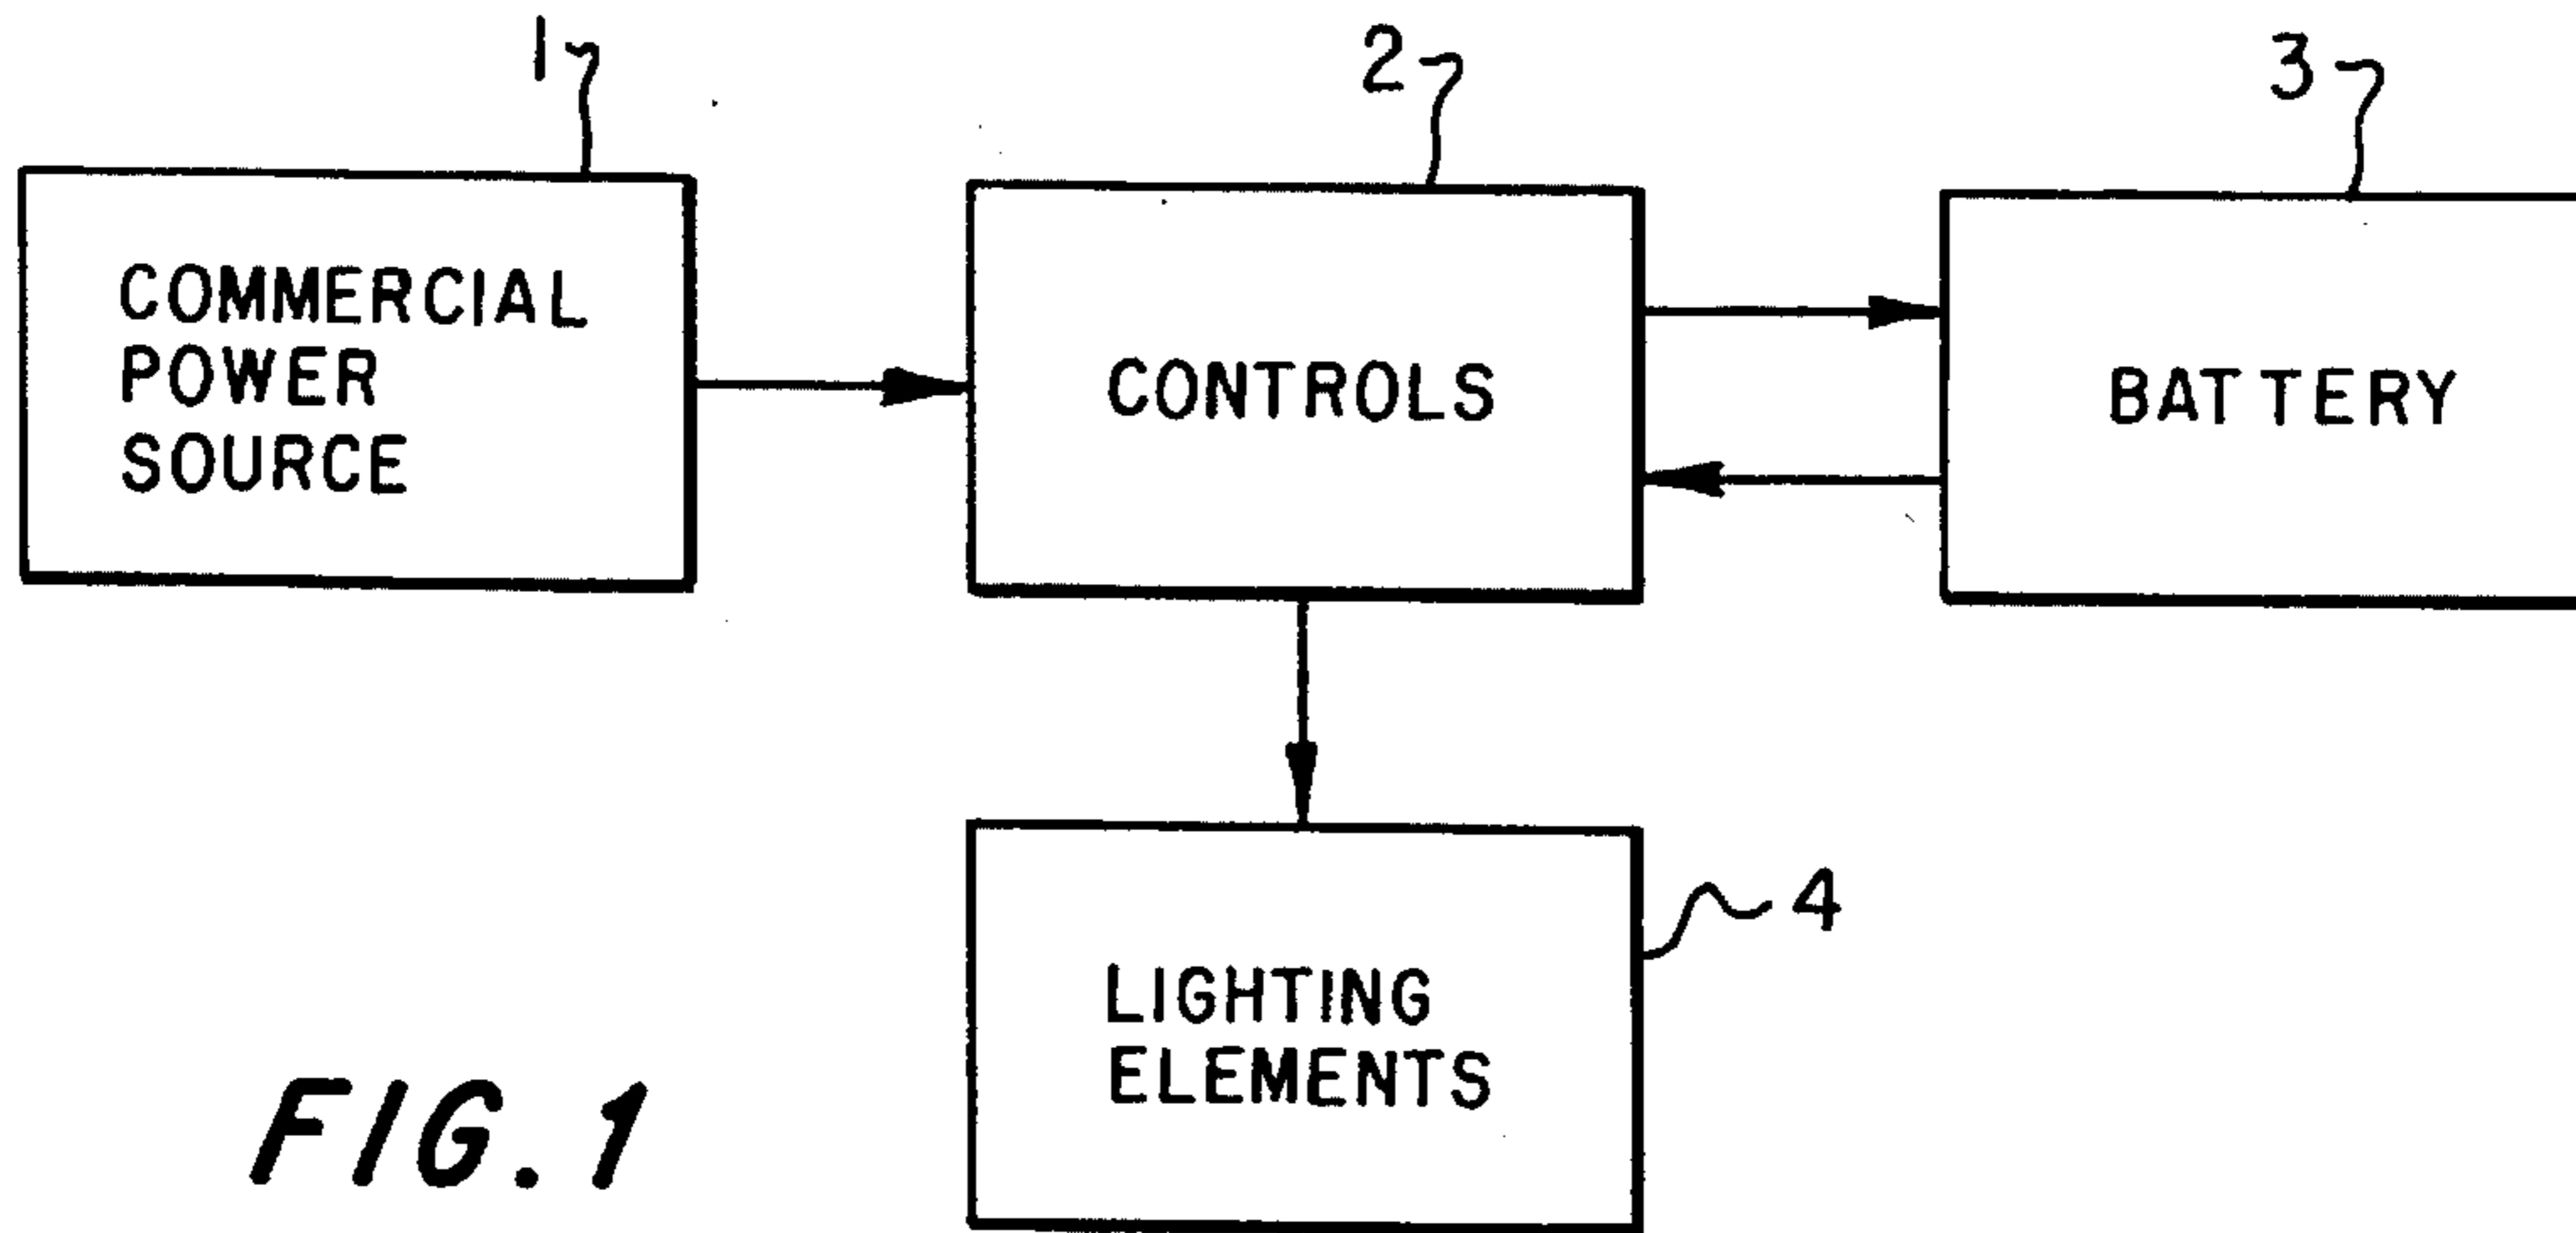 1
2
3
COMMERCIAL
POWER
SOURCE
CONTROLS
BATTERY
4
LIGHTING
ELEMENTS
FIG.1